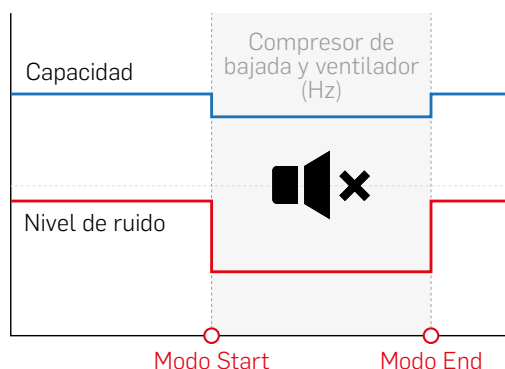 Compresor de
bajada y ventilador
(Hz)
Capacidad
Nivel de ruido
Modo Start
Modo End